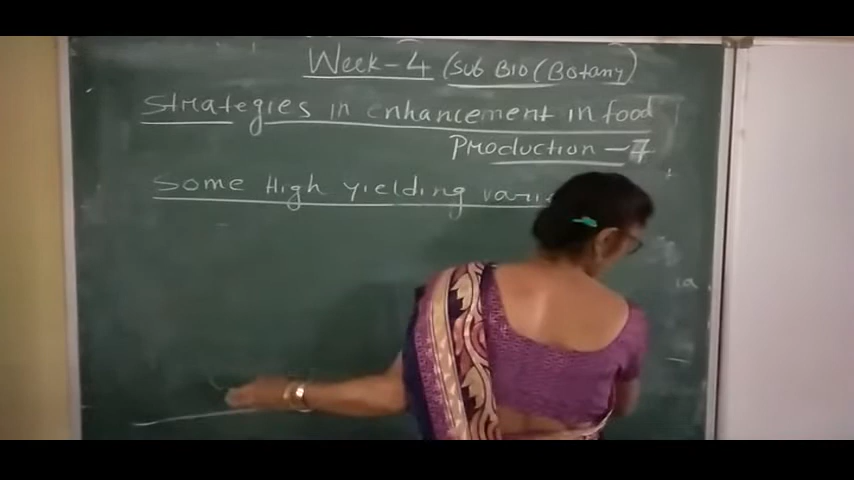 Week-4 (Sub Bio (Botany)
Strategies in enhancement in food
Production - 7
Some High yielding